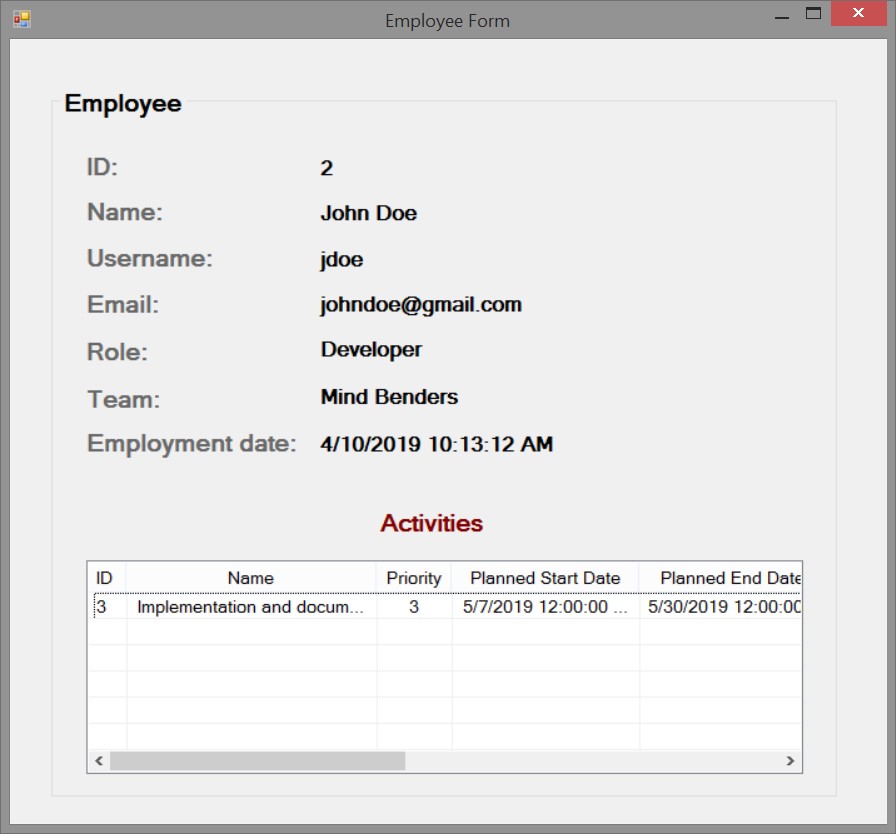 Employee Form
Employee
ID: 2
Name: John Doe
Username: jdoe
Email: johndoe@gmail.com
Role: Developer
Team: Mind Benders
Employment date: 4/10/2019 10:13:12 AM
Activities
ID Name Priority Planned Start Date Planned End Date
3 Implementation and docum... 3 5/7/2019 12:00:00 ... 5/30/2019 12:00:00